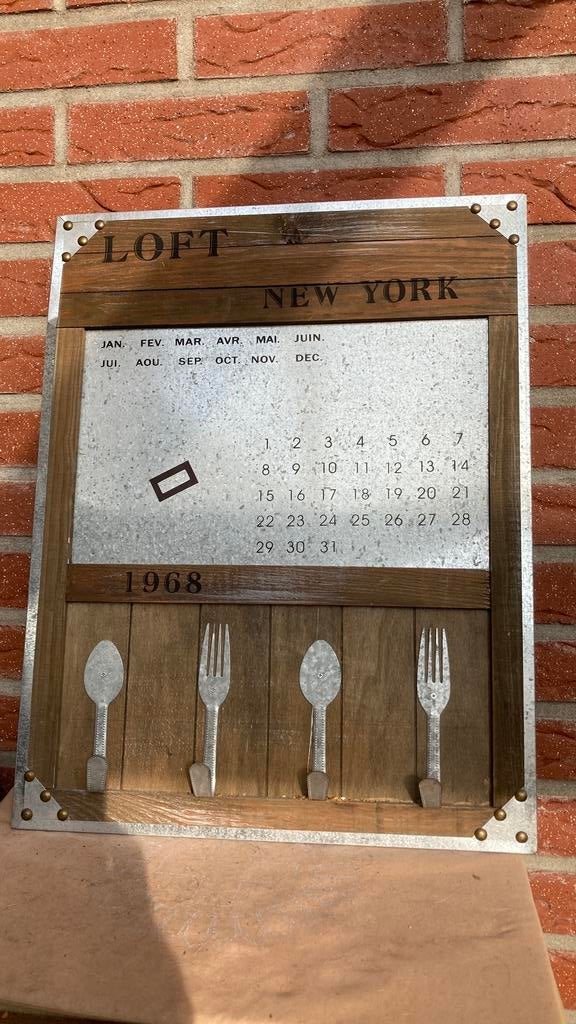 LOFT
NEW YORK
JAN. FEV. MAR. AVR. MAI. JUIN.
JUI. AOU. SEP. OCT. NOV. DEC.
1 2 3 4 5 6 7
8 9 10 11 12 13 14
15 16 17 18 19 20 21
22 23 24 25 26 27 28
29 30 31
1968